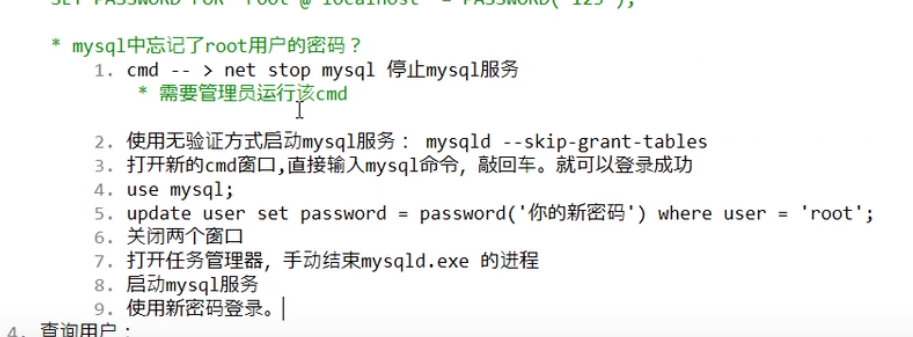 SET PASSWORD FOR 'root'@'localhost' = PASSWORD('123');
* mysql中忘记了root用户的密码？
1. cmd -- > net stop mysql 停止mysql服务
* 需要管理员运行该cmd
2. 使用无验证方式启动mysql服务： mysqld --skip-grant-tables
3. 打开新的cmd窗口,直接输入mysql命令，敲回车。就可以登录成功
4. use mysql;
5. update user set password = password('你的新密码') where user = 'root';
6. 关闭两个窗口
7. 打开任务管理器，手动结束mysqld.exe 的进程
8. 启动mysql服务
9. 使用新密码登录。
4. 查询用户：